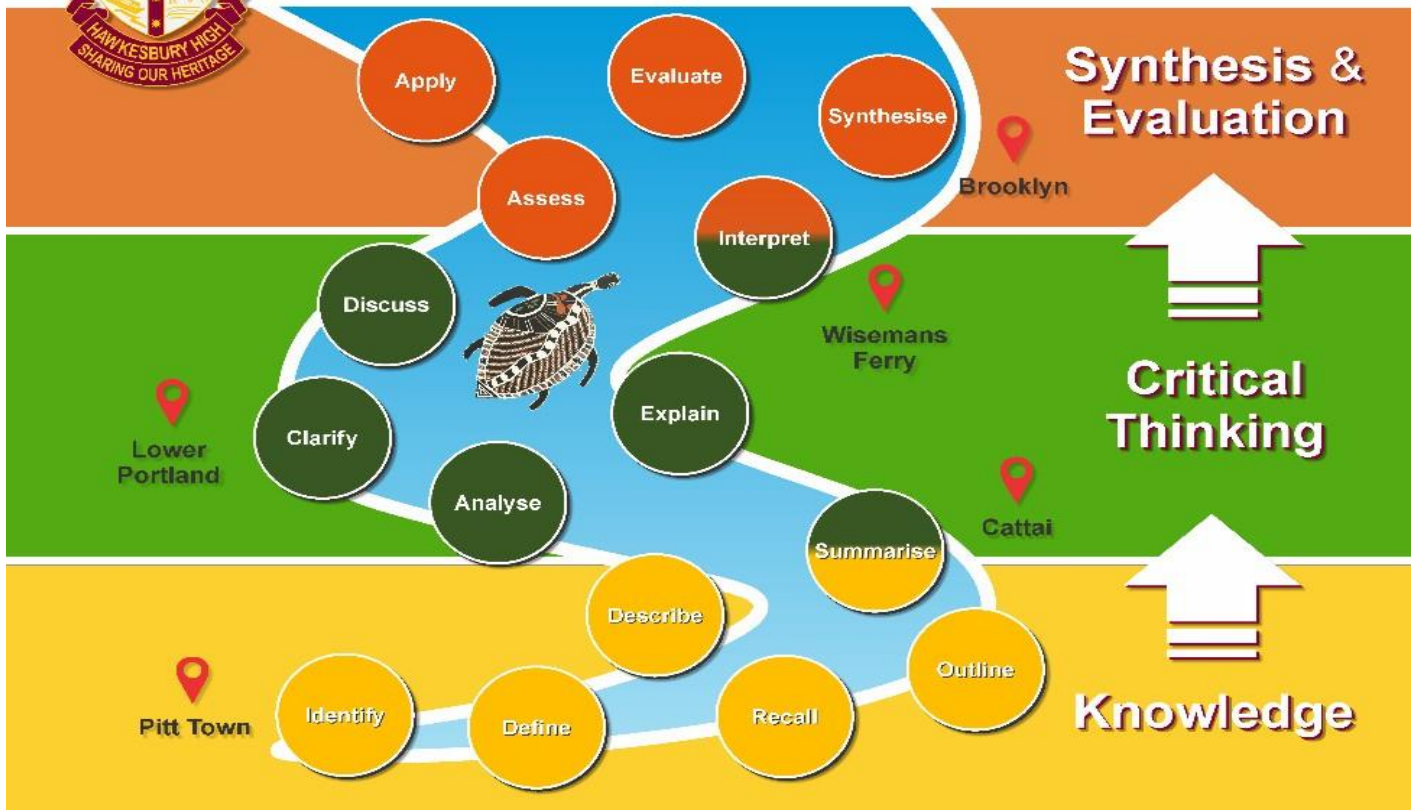 HAWKESBURY HIGH
SHARING OUR HERITAGE
Apply
Evaluate
Synthesise
Synthesis &
Evaluation
Brooklyn
Assess
Interpret
Discuss
Wisemans
Ferry
Critical
Thinking
Lower
Portland
Clarify
Explain
Analyse
Cattai
Summarise
Describe
Outline
Pitt Town
Identify
Define
Recall
Knowledge